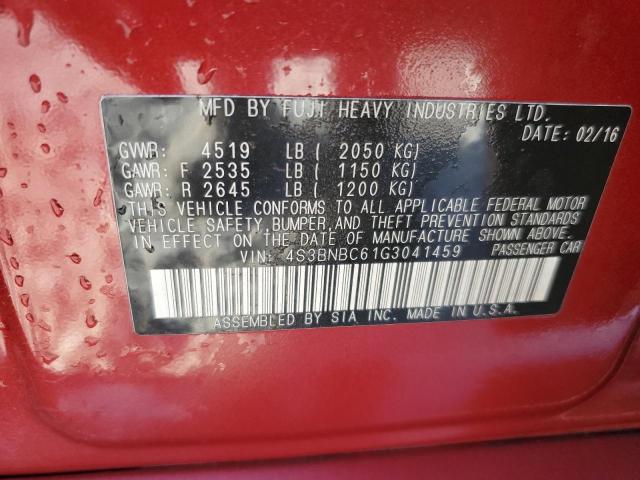 MFD BY FUJI HEAVY INDUSTRIES LTD.
DATE: 02/16
GVWR: 4519 LB ( 2050 KG)
GAWR: F 2535 LB ( 1150 KG)
GAWR: R 2645 LB ( 1200 KG)
THIS VEHICLE CONFORMS TO ALL APPLICABLE FEDERAL MOTOR
VEHICLE SAFETY,BUMPER,AND THEFT PREVENTION STANDARDS
IN EFFECT ON THE DATE OF MANUFACTURE SHOWN ABOVE.
VIN: 4S3BNBC61G3041459 PASSENGER CAR
ASSEMBLED BY SIA INC. MADE IN U.S.A.